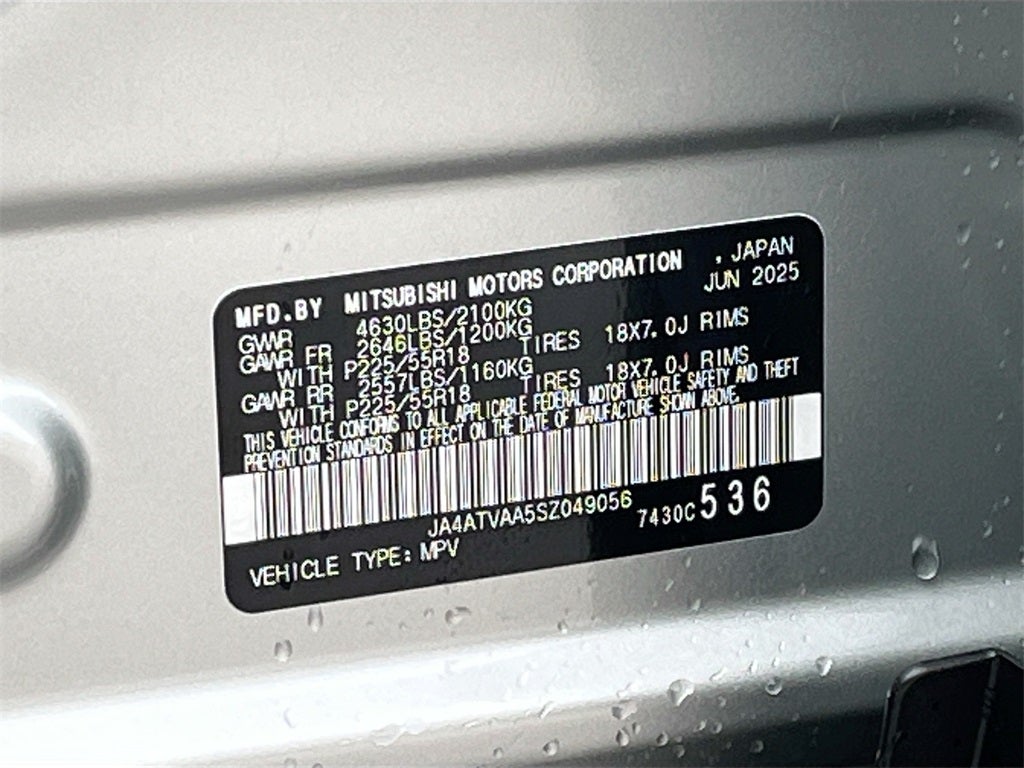 MFD.BY MITSUBISHI MOTORS CORPORATION , JAPAN
JUN 2025
GVWR 4630LBS/2100KG
GAWR FR 2646LBS/1200KG
WITH P225/55R18 TIRES 18X7.0J RIMS
GAWR RR 2557LBS/1160KG
WITH P225/55R18 TIRES 18X7.0J RIMS
THIS VEHICLE CONFORMS TO ALL APPLICABLE FEDERAL MOTOR VEHICLE SAFETY AND THEFT
PREVENTION STANDARDS IN EFFECT ON THE DATE OF MANUFACTURE SHOWN ABOVE.
JA4ATVAA5SZ049056 7430C 536
VEHICLE TYPE: MPV